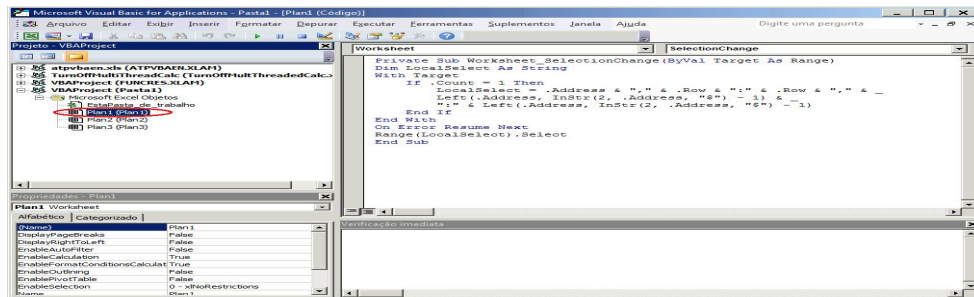 Microsoft Visual Basic for Applications - Pasta1 - [Plan1 (Código)]
Arquivo Editar Exibir Inserir Formatar Depurar Executar Ferramentas Suplementos Janela Ajuda Digite uma pergunta
Projeto - VBAProject
atpvbaen.xls (ATPVBAEN.XLAM)
TurnOffMultiThreadCalc (TurnOffMultThreadedCalc.x
VBAProject (FUNCRES.XLAM)
VBAProject (Pasta1)
Microsoft Excel Objetos
EstaPasta_de_trabalho
Plan1 (Plan1)
Plan2 (Plan2)
Plan3 (Plan3)
Propriedades - Plan1
Plan1 Worksheet
Alfabético Categorizado
(Name) Plan1
DisplayPageBreaks False
DisplayRightToLeft False
EnableAutoFilter False
EnableCalculation True
EnableFormatConditionsCalculat True
EnableOutlining False
EnablePivotTable False
EnableSelection 0 - xlNoRestrictions
Name Plan1
Worksheet SelectionChange
Private Sub Worksheet_SelectionChange(ByVal Target As Range)
Dim LocalSelect As String
With Target
If .Count = 1 Then
LocalSelect = .Address & "," & .Row & ":" & .Row & "," & _
Left(.Address, InStr(2, .Address, "$") - 1) & _
":" & Left(.Address, InStr(2, .Address, "$") - 1)
End If
End With
On Error Resume Next
Range(LocalSelect).Select
End Sub
Verificação imediata